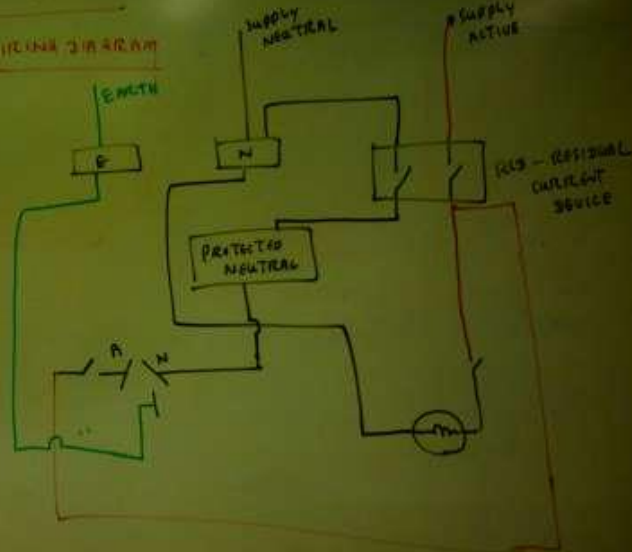 WIRING DIAGRAM
SUPPLY
NEUTRAL
SUPPLY
ACTIVE
EARTH
E
N
RCD - RESIDUAL
CURRENT
DEVICE
PROTECTED
NEUTRAL
A
N